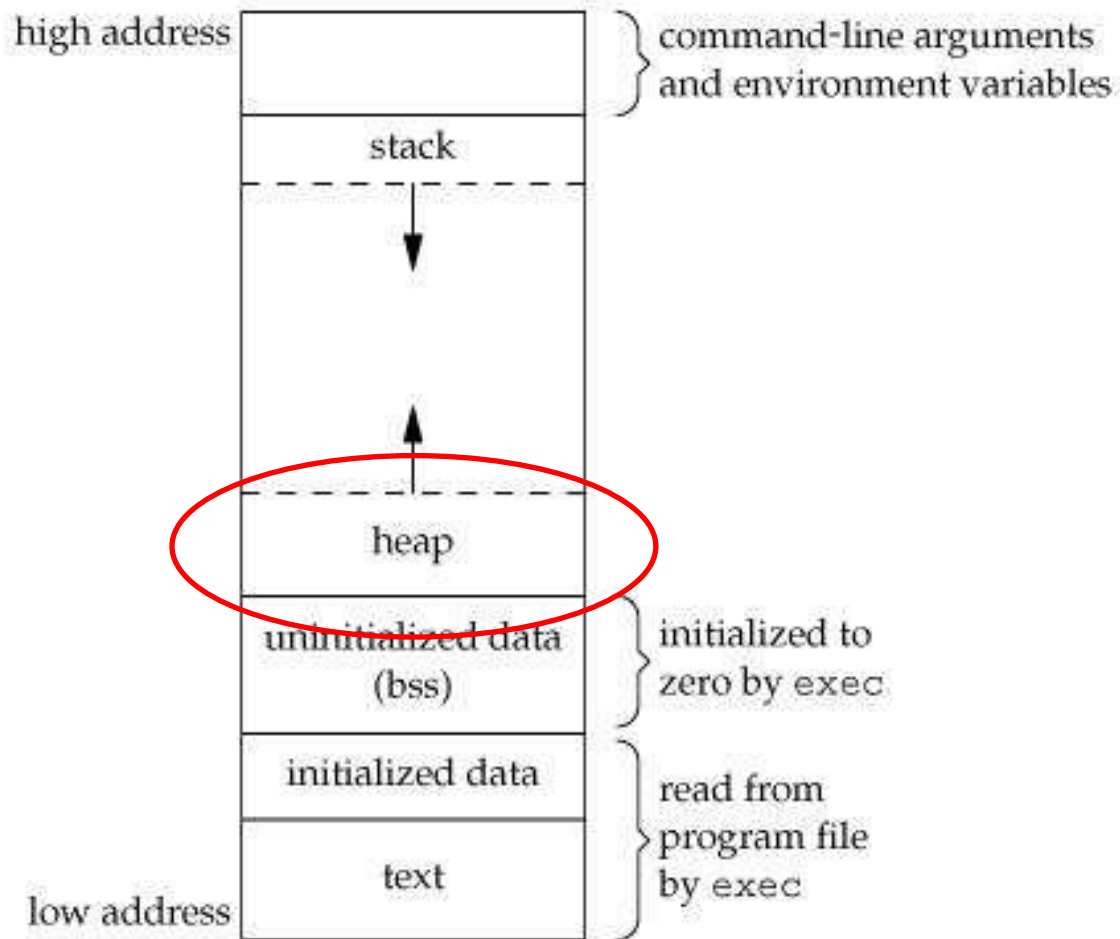 high address
command-line arguments
and environment variables
stack
heap
uninitialized data
(bss)
initialized to
zero by exec
initialized data
read from
program file
by exec
text
low address